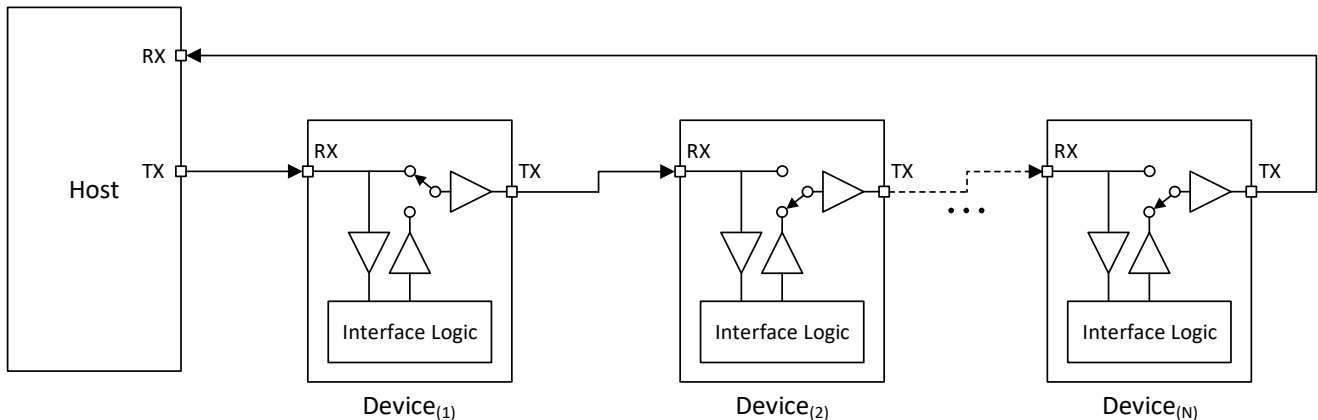 RX
TX
Host
RX
TX
Interface Logic
Device(1)
RX
TX
Interface Logic
Device(2)
...
RX
TX
Interface Logic
Device(N)